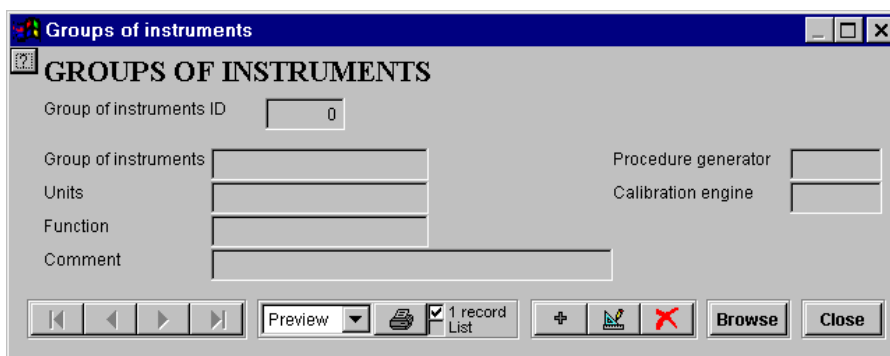 Groups of instruments
?
GROUPS OF INSTRUMENTS
Group of instruments ID 0
Group of instruments Procedure generator
Units Calibration engine
Function
Comment
Preview 1 record Browse Close
List